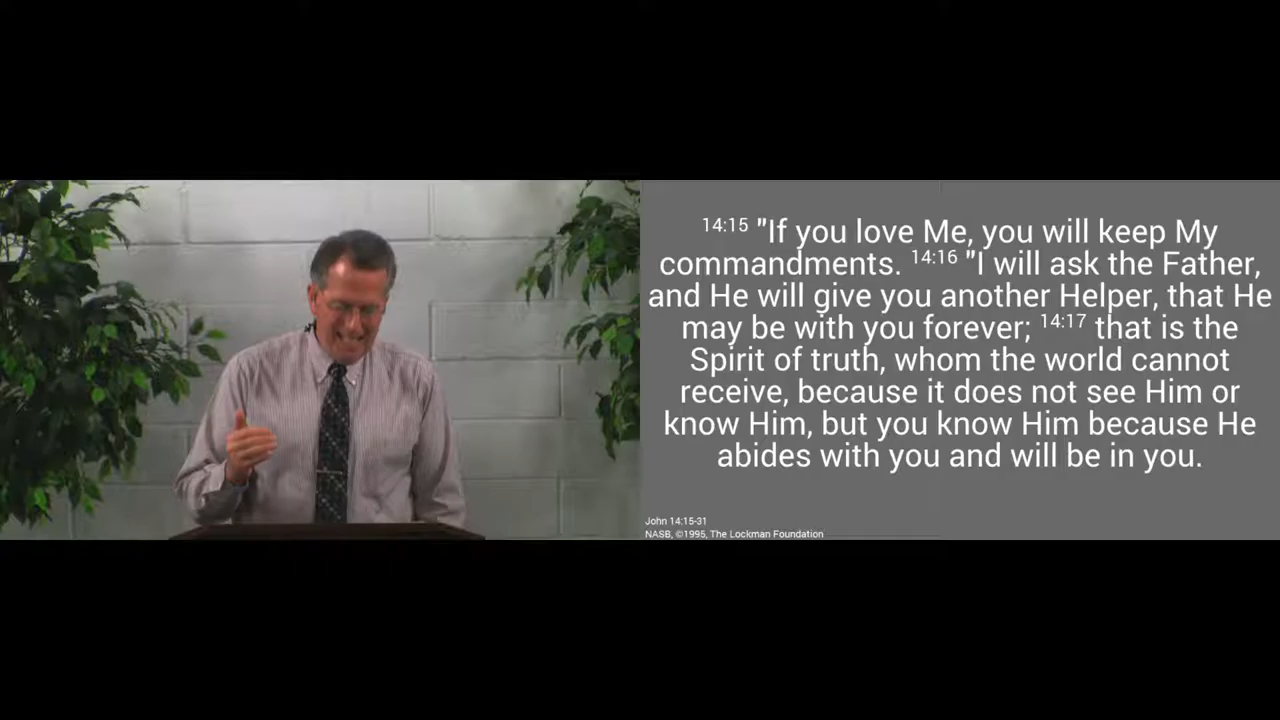 14:15 "If you love Me, you will keep My
commandments. 14:16 "I will ask the Father,
and He will give you another Helper, that He
may be with you forever; 14:17 that is the
Spirit of truth, whom the world cannot
receive, because it does not see Him or
know Him, but you know Him because He
abides with you and will be in you.
John 14:15-31
NASB, ©1995, The Lockman Foundation